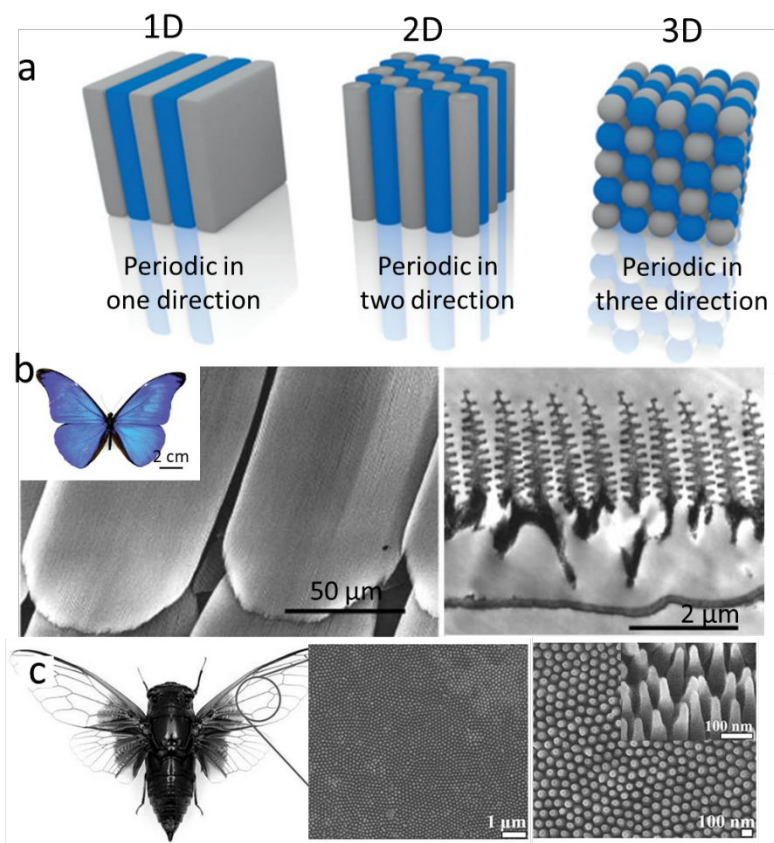 1D
2D
3D
a
Periodic in
one direction
Periodic in
two direction
Periodic in
three direction
b
2 cm
50 µm
2 µm
c
1 µm
100 nm
100 nm